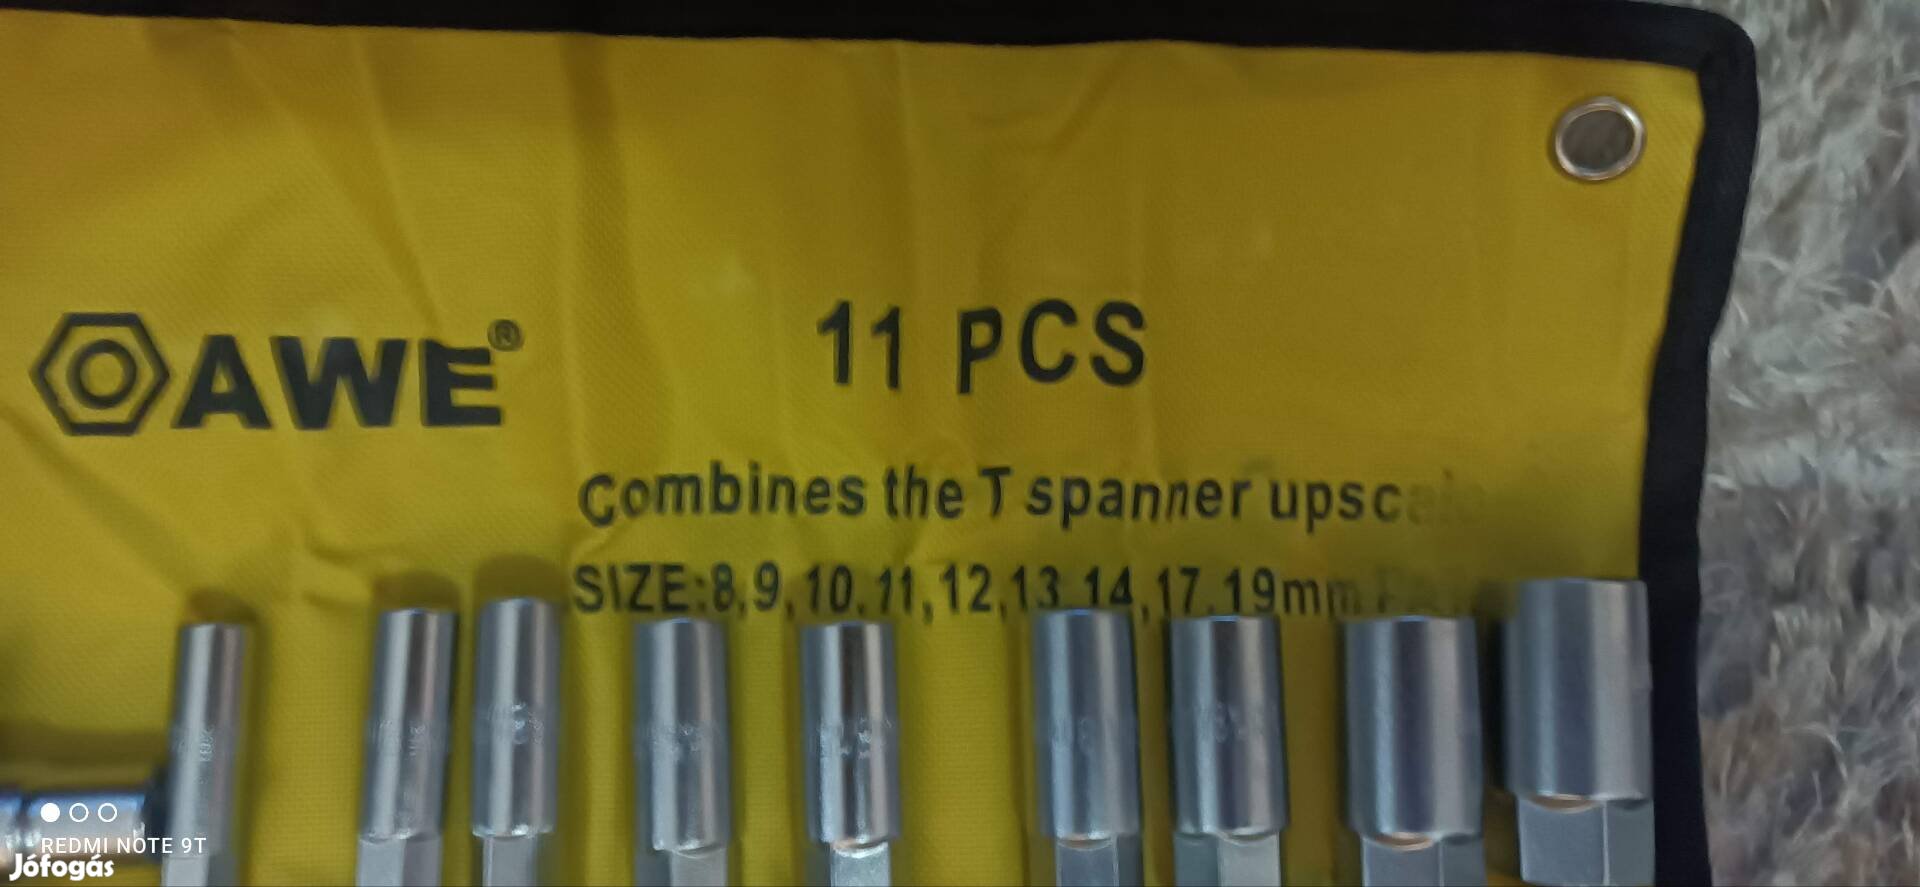 AWE®
11 PCS
Combines the T spanner
SIZE:8,9,10,11,12,13,14,17,19mm
REDMI NOTE 9T
Jófogás